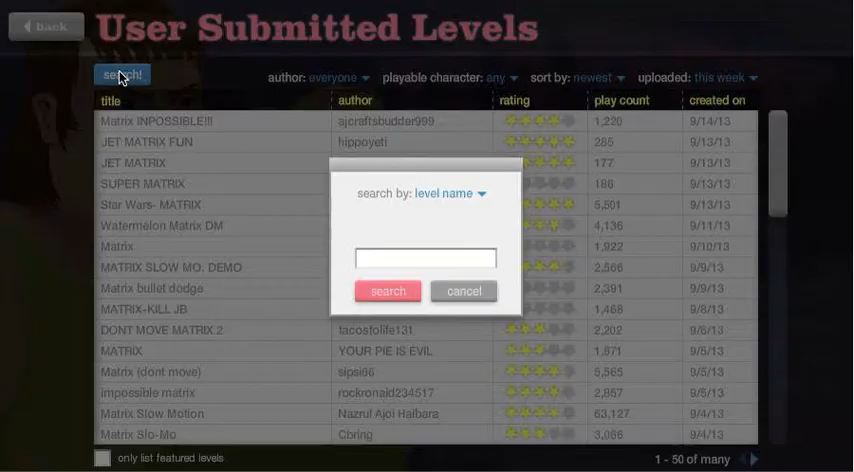 back
User Submitted Levels
search!
author: everyone playable character: any sort by: newest uploaded: this week
title author rating play count created on
Matrix INPOSSIBLE!!! ajcraftsbudder999 1,220 9/14/13
JET MATRIX FUN hippoyeti 285 9/13/13
JET MATRIX 177 9/13/13
SUPER MATRIX 186 9/13/13
Star Wars- MATRIX 5,501 9/13/13
Watermelon Matrix DM 4,136 9/11/13
Matrix 1,922 9/10/13
MATRIX SLOW MO. DEMO 2,566 9/9/13
Matrix bullet dodge 2,391 9/9/13
MATRIX-KILL JB 1,468 9/8/13
DONT MOVE MATRIX 2 tacosfolife131 2,202 9/6/13
MATRIX YOUR PIE IS EVIL 1,571 9/5/13
Matrix (dont move) sipsi66 5,565 9/5/13
impossible matrix rockronaid234517 2,857 9/5/13
Matrix Slow Motion Nazrul Ajoi Halbara 63,127 9/4/13
Matrix Slo-Mo Cbring 3,066 9/4/13
search by: level name
search cancel
only list featured levels
1 - 50 of many